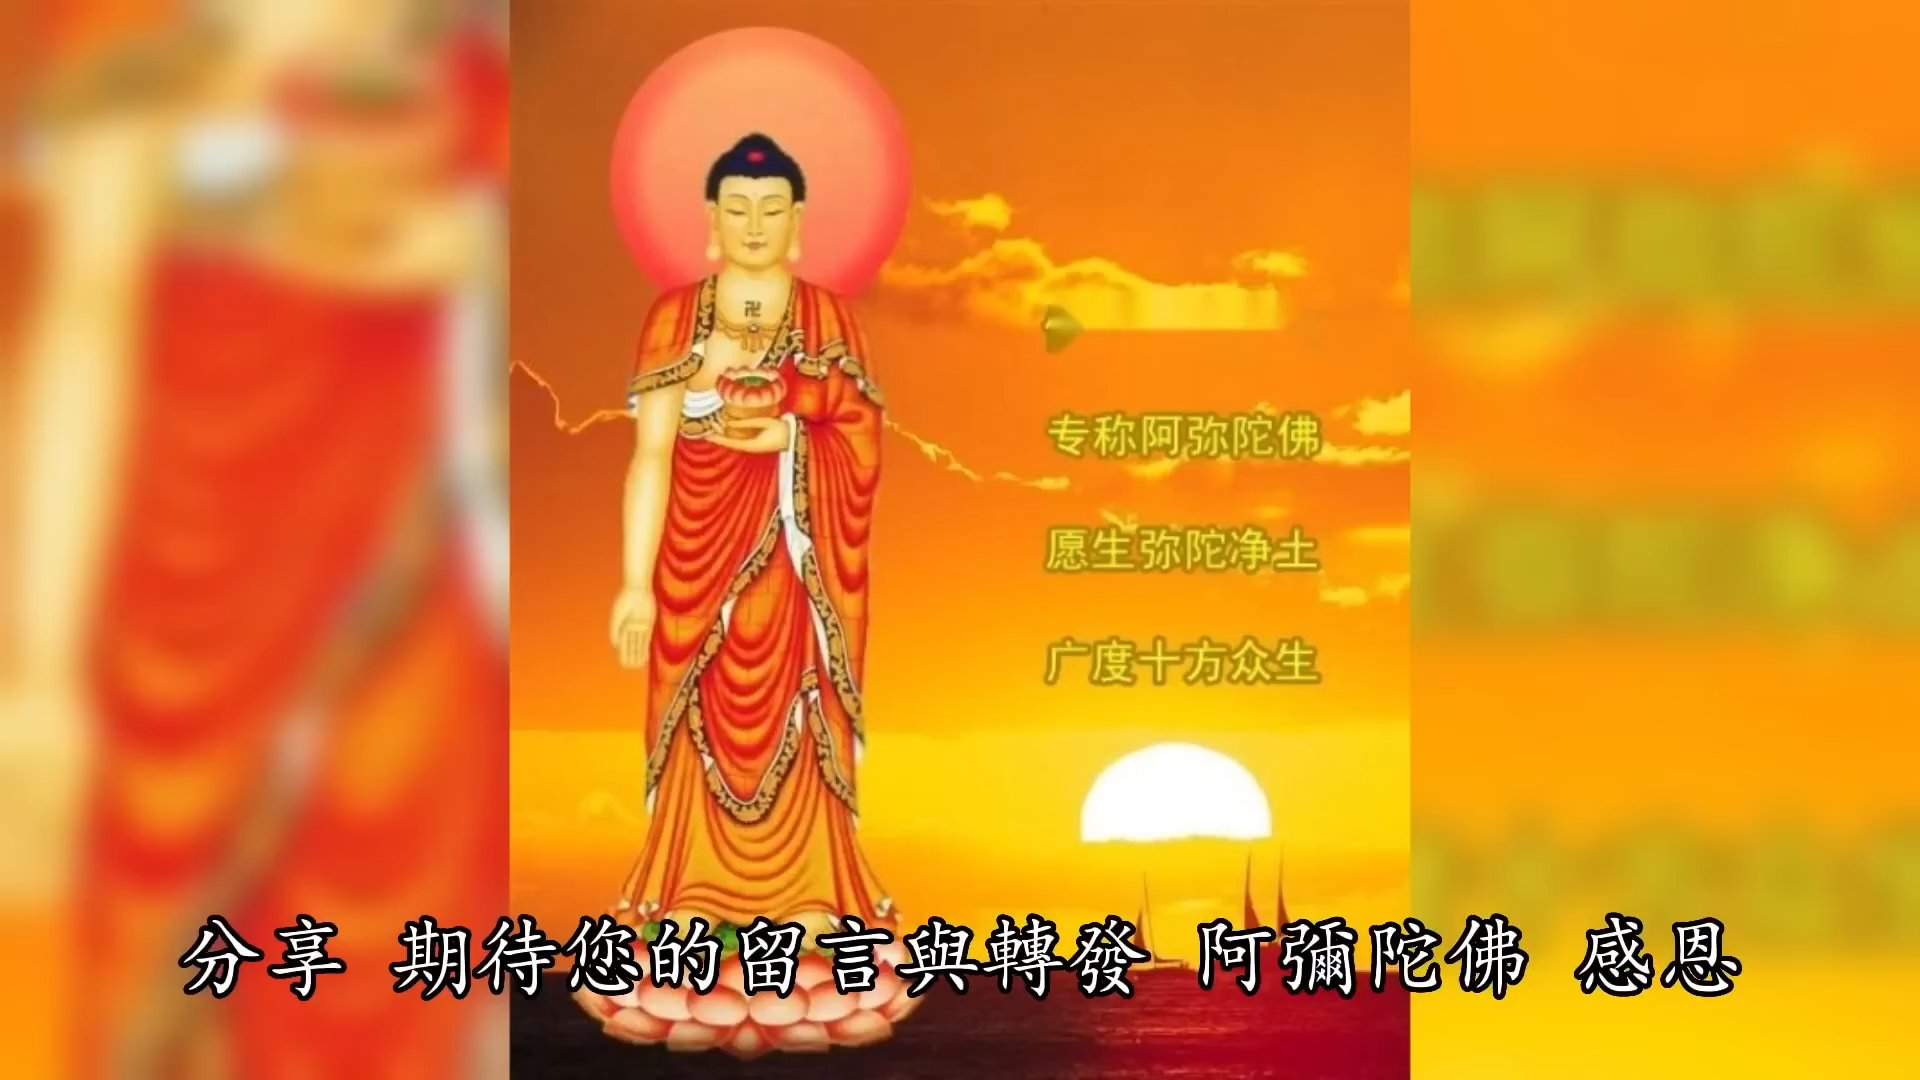 专称阿弥陀佛
愿生弥陀净土
广度十方众生
分享 期待您的留言與轉發 阿彌陀佛 感恩